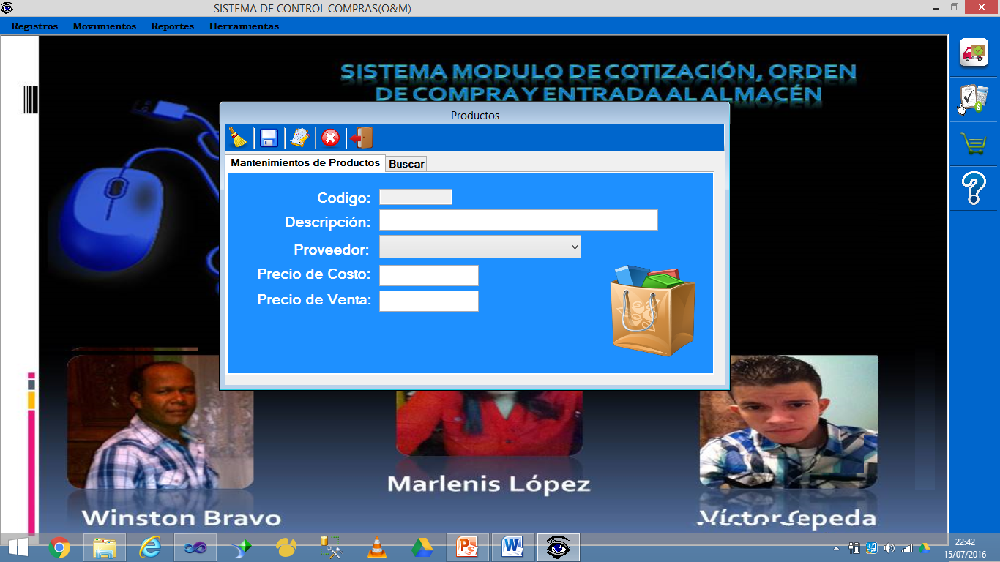 SISTEMA DE CONTROL COMPRAS(O&M)
Registros Movimientos Reportes Herramientas
SISTEMA MODULO DE COTIZACIÓN, ORDEN
DE COMPRA Y ENTRADA AL ALMACÉN
Productos
Mantenimientos de Productos Buscar
Codigo:
Descripción:
Proveedor:
Precio de Costo:
Precio de Venta:
Marlenis López
Winston Bravo
Víctor Cepeda
22:42
15/07/2016